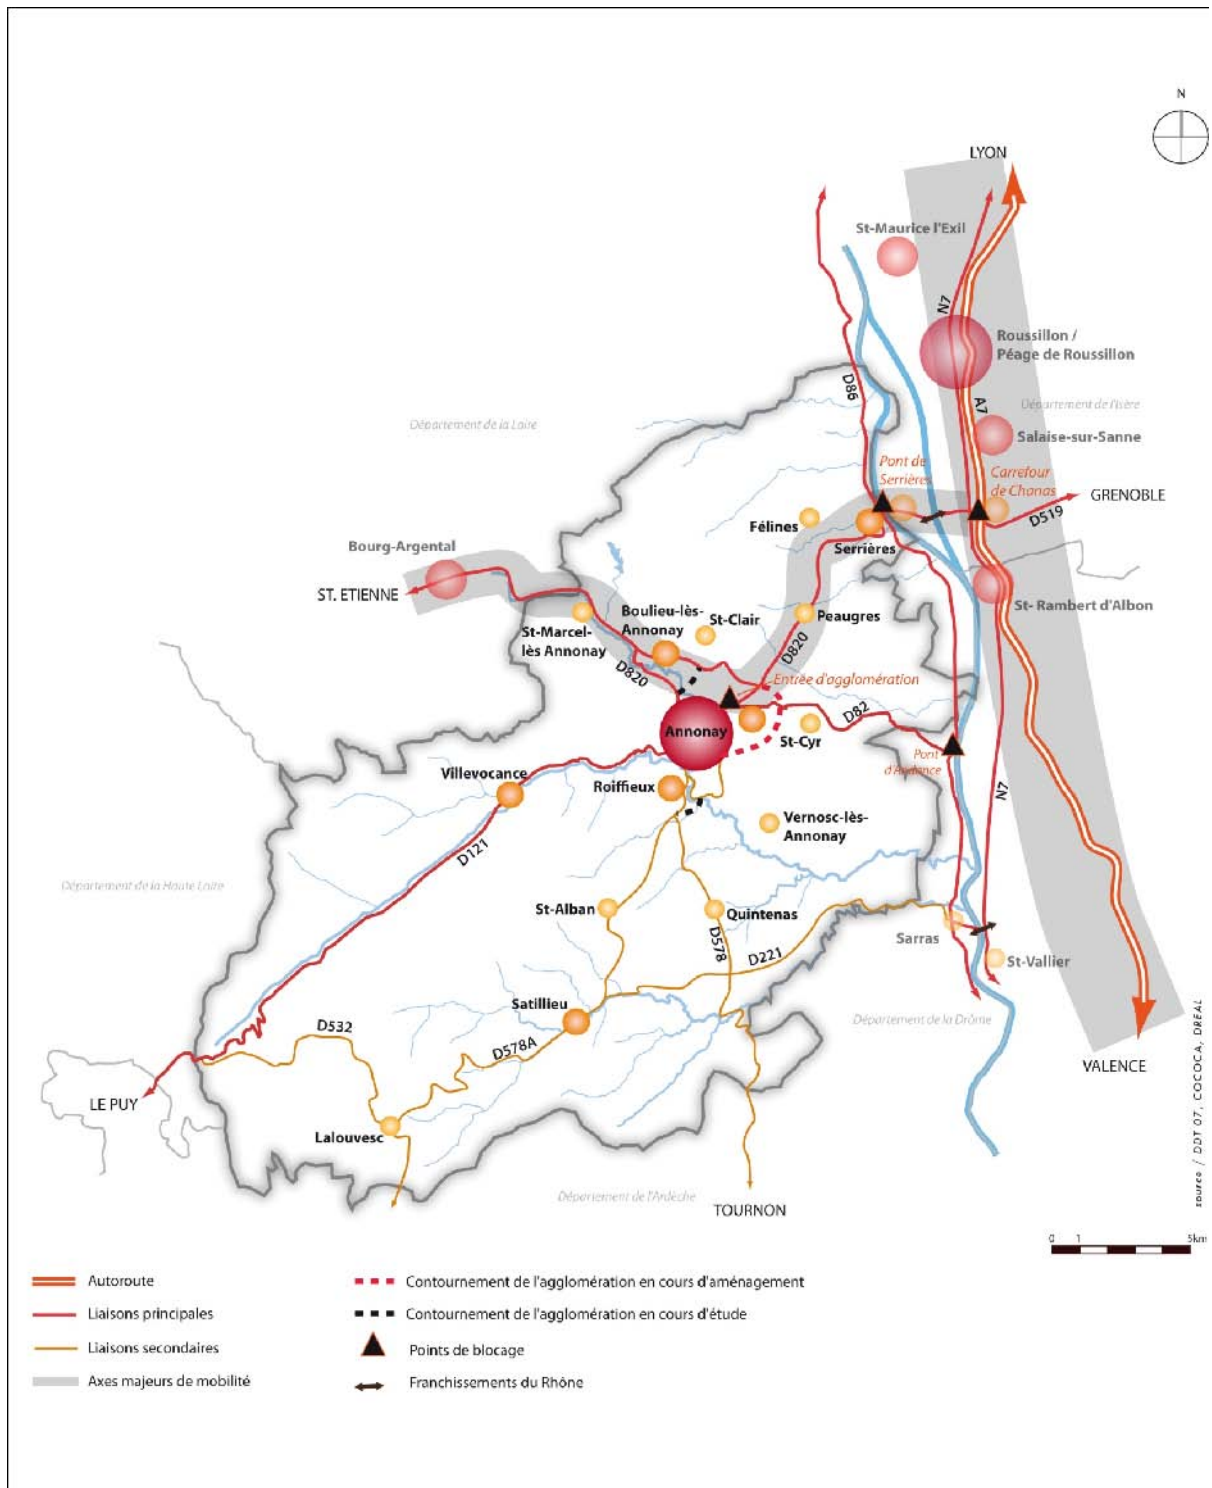 N
LYON
St-Maurice l'Exil
N7
Roussillon /
Péage de Roussillon
D86
A7
Département de l'Isère
Département de la Loire
Salaise-sur-Sanne
Pont de
Serrières
Carrefour
de Chanas
GRENOBLE
D519
Félines
Serrières
Bourg-Argental
ST. ETIENNE
St- Rambert d'Albon
Boulieu-lès-
Annonay
St-Clair
Peaugres
St-Marcel-
lès Annonay
D820
D820
Entrée d'agglomération
D82
Annonay
St-Cyr
Pont
d'Andance
Villevocance
Roiffieux
N7
Vernosc-lès-
Annonay
D121
Département de la Haute Loire
St-Alban
Quintenas
D578
D221
Sarras
St-Vallier
Satillieu
Département de la Drôme
D532
D578A
VALENCE
LE PUY
Lalouvesc
Département de l'Ardèche
TOURNON
source / DDT 07, COCOCA, DREAL
0 1 5km
Autoroute
Liaisons principales
Liaisons secondaires
Axes majeurs de mobilité
Contournement de l'agglomération en cours d'aménagement
Contournement de l'agglomération en cours d'étude
Points de blocage
Franchissements du Rhône